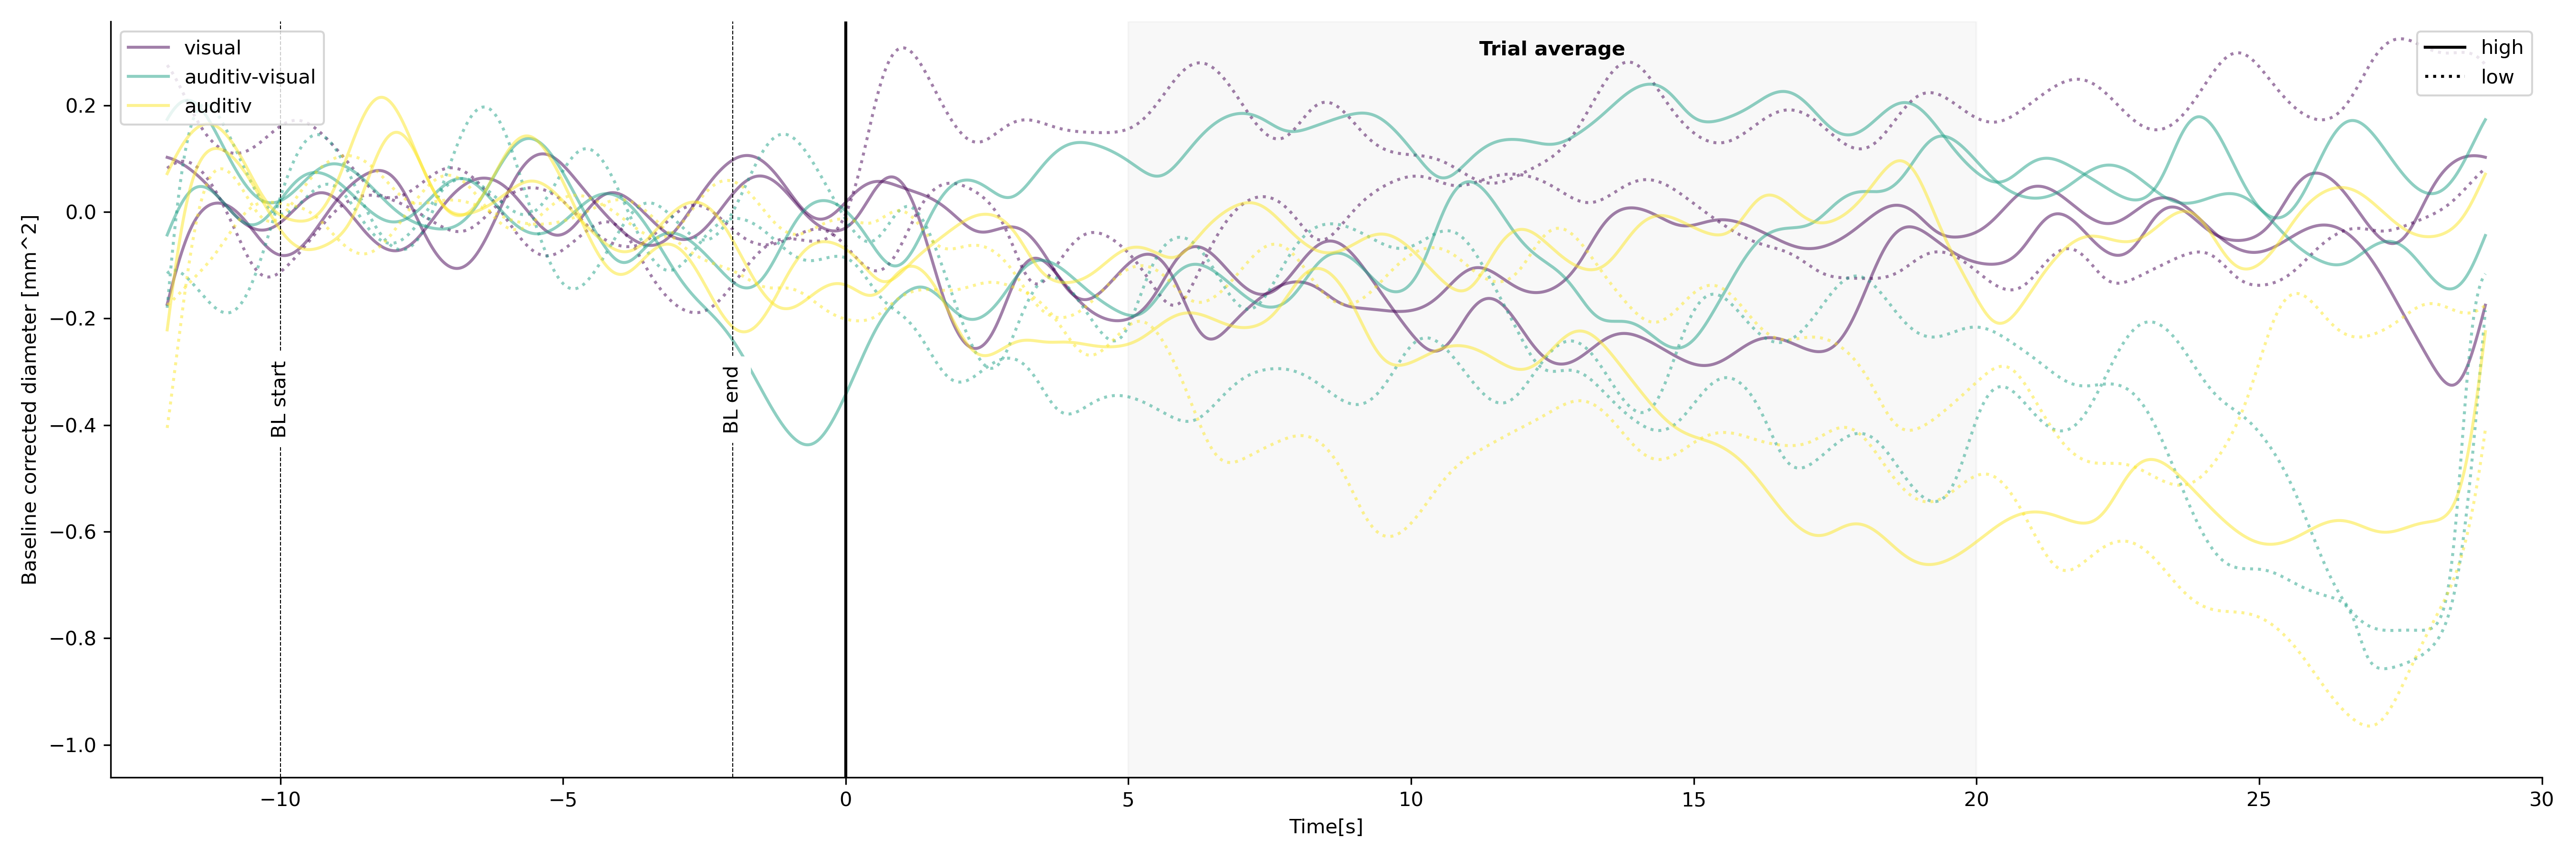 visual
auditiv-visual
auditiv
Trial average
high
low
BL start
BL end
Baseline corrected diameter [mm^2]
0.2
0.0
−0.2
−0.4
−0.6
−0.8
−1.0
−10
−5
0
5
10
15
20
25
30
Time[s]